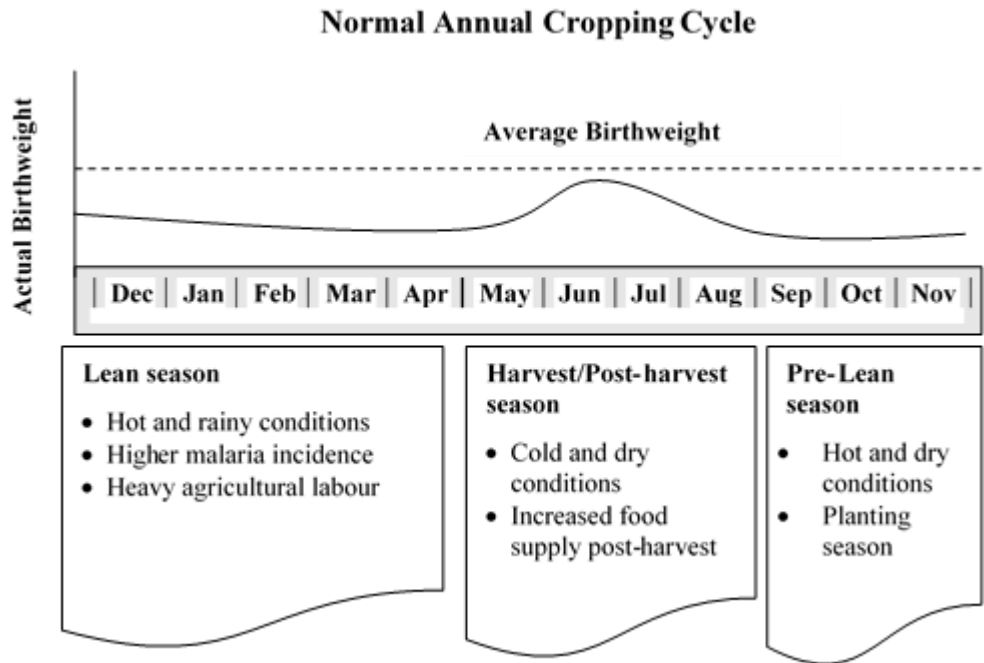 Normal Annual Cropping Cycle
Actual Birthweight
Average Birthweight
Dec Jan Feb Mar Apr May Jun Jul Aug Sep Oct Nov
Lean season
• Hot and rainy conditions
• Higher malaria incidence
• Heavy agricultural labour
Harvest/Post-harvest
season
• Cold and dry
conditions
• Increased food
supply post-harvest
Pre-Lean
season
• Hot and dry
conditions
• Planting
season